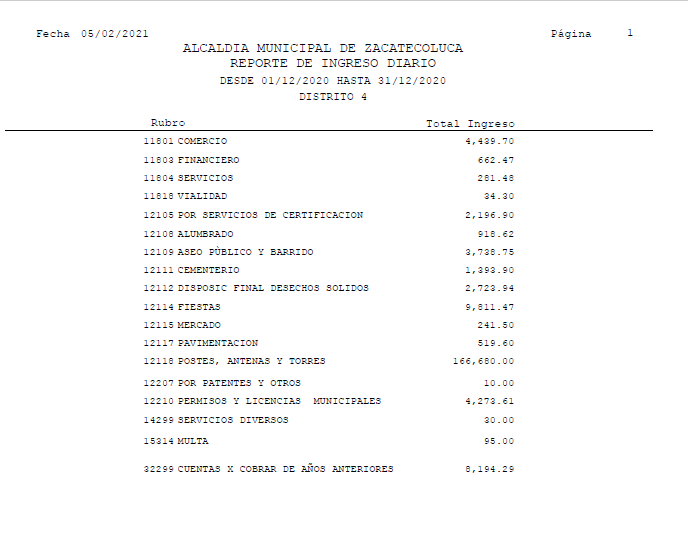 Fecha 05/02/2021 Página 1
ALCALDIA MUNICIPAL DE ZACATECOLUCA
REPORTE DE INGRESO DIARIO
DESDE 01/12/2020 HASTA 31/12/2020
DISTRITO 4
Rubro Total Ingreso
11801 COMERCIO 4,439.70
11803 FINANCIERO 662.47
11804 SERVICIOS 281.48
11818 VIALIDAD 34.30
12105 POR SERVICIOS DE CERTIFICACION 2,196.90
12108 ALUMBRADO 918.62
12109 ASEO PÚBLICO Y BARRIDO 3,738.75
12111 CEMENTERIO 1,393.90
12112 DISPOSIC FINAL DESECHOS SOLIDOS 2,723.94
12114 FIESTAS 9,811.47
12115 MERCADO 241.50
12117 PAVIMENTACION 519.60
12118 POSTES, ANTENAS Y TORRES 166,680.00
12207 POR PATENTES Y OTROS 10.00
12210 PERMISOS Y LICENCIAS MUNICIPALES 4,273.61
14299 SERVICIOS DIVERSOS 30.00
15314 MULTA 95.00
32299 CUENTAS X COBRAR DE AÑOS ANTERIORES 8,194.29